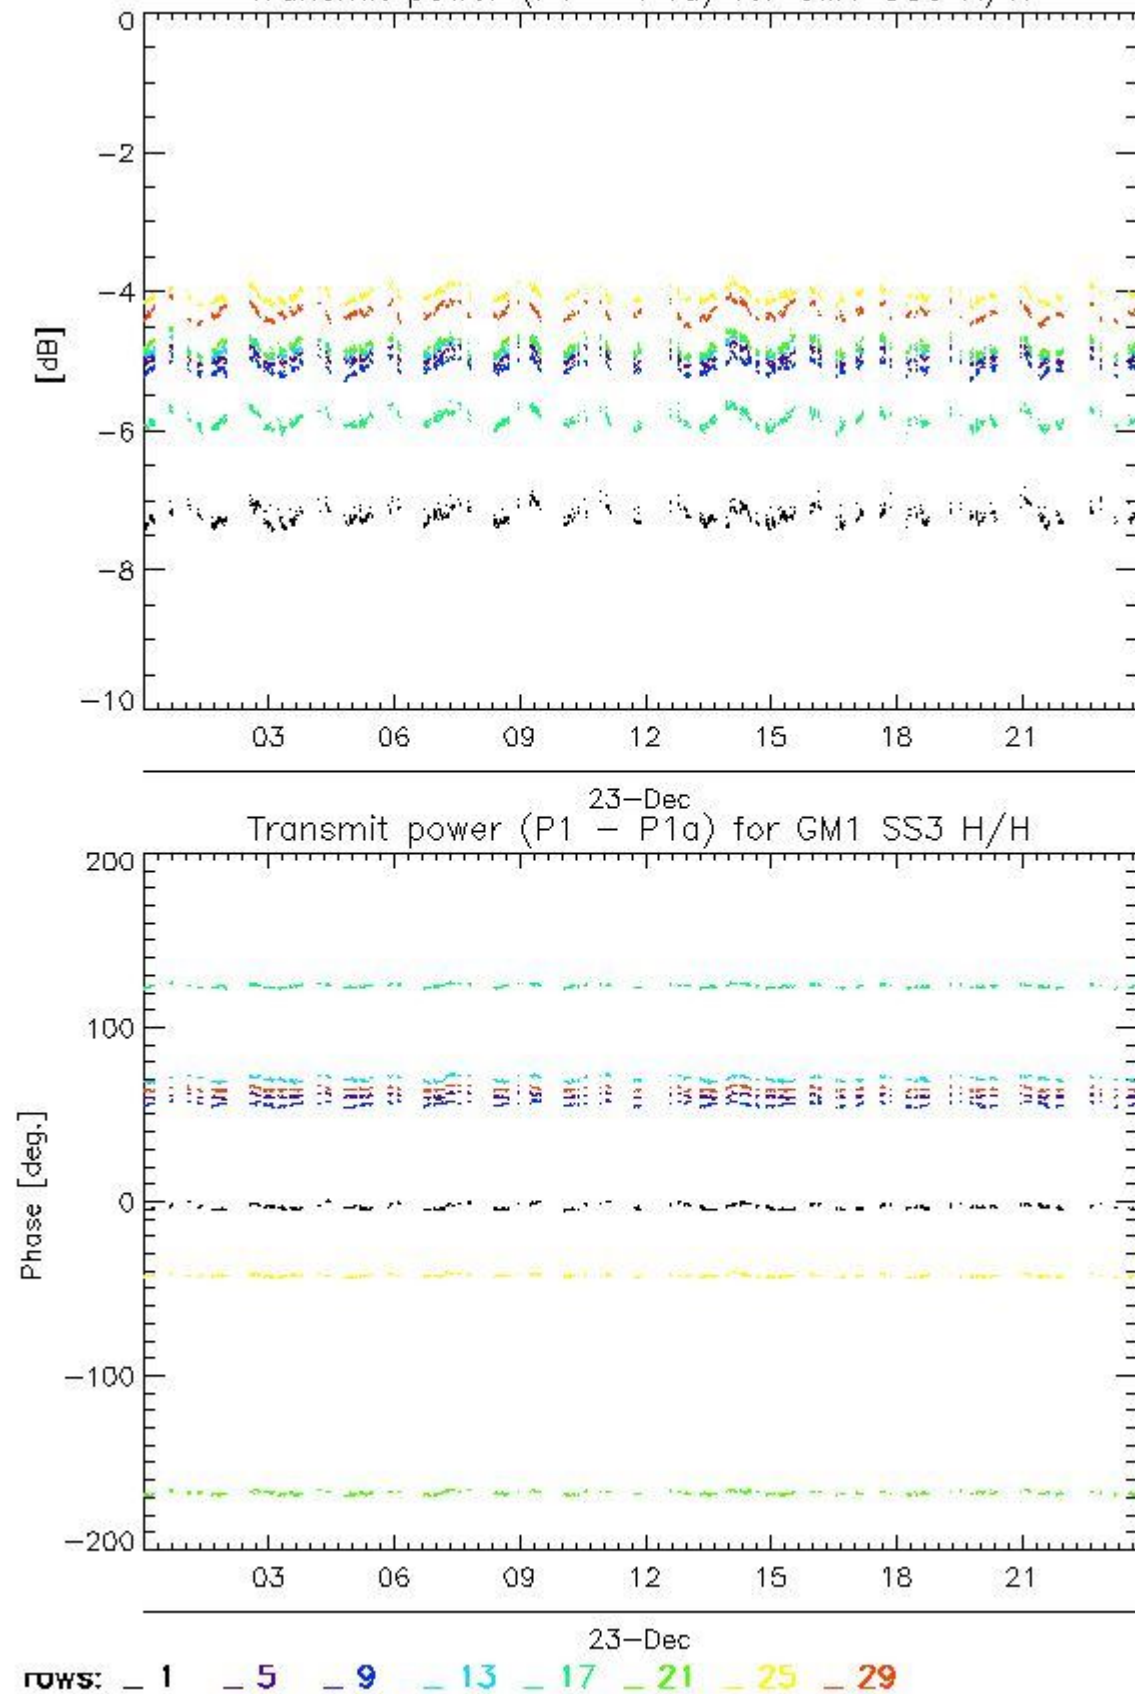 0
-2
-4
[dB]
-6
-8
-10
03 06 09 12 15 18 21
23-Dec
Transmit power (P1 - P1a) for GM1 SS3 H/H
200
100
0
Phase [deg.]
-100
-200
03 06 09 12 15 18 21
23-Dec
rows: _ 1 _ 5 _ 9 _ 13 _ 17 _ 21 _ 25 _ 29